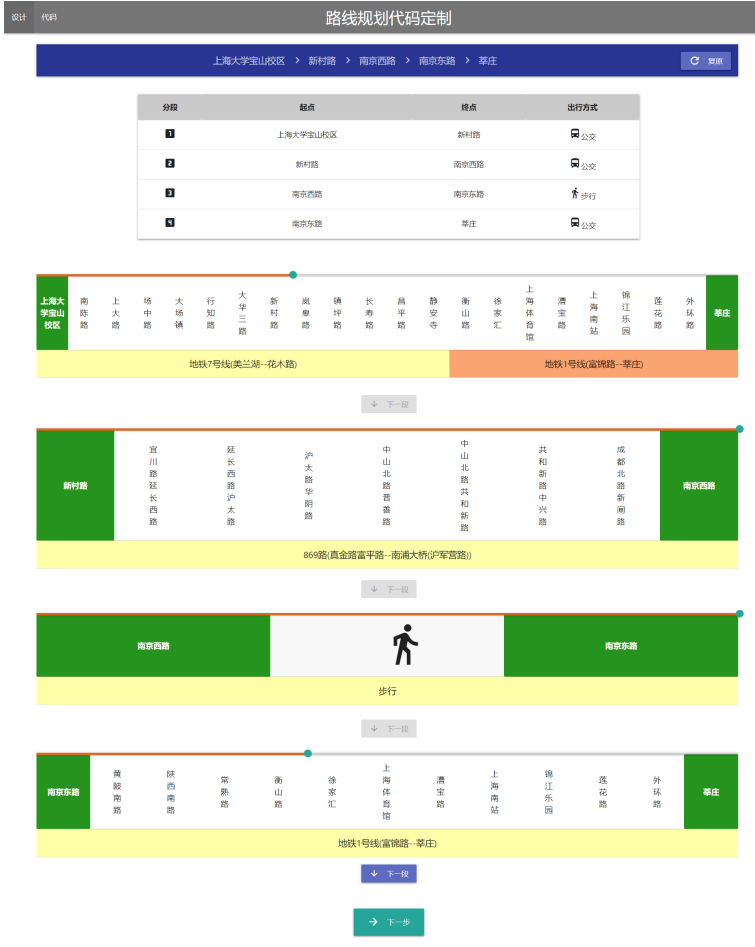 设计 代码 路线规划代码定制
上海大学宝山校区 > 新村路 > 南京西路 > 南京东路 > 莘庄 复原
分段 起点 终点 出行方式
1 上海大学宝山校区 新村路 公交
2 新村路 南京西路 公交
3 南京西路 南京东路 步行
4 南京东路 莘庄 公交
上海大学宝山校区 南陈路 上大路 场中路 大场镇 行知路 大华三路 新村路 岚皋路 镇坪路 长寿路 昌平路 静安寺 衡山路 徐家汇 上海体育馆 漕宝路 上海南站 锦江乐园 莲花路 外环路 莘庄
地铁7号线(美兰湖--花木路) 地铁1号线(富锦路--莘庄)
下一段
新村路 宜川路延长西路 延长西路沪太路 沪太路华阴路 中山北路普善路 中山北路共和新路 共和新路中兴路 成都北路新闸路 南京西路
869路(真金路富平路--南浦大桥(沪军营路))
下一段
南京西路 南京东路
步行
下一段
南京东路 黄陂南路 陕西南路 常熟路 衡山路 徐家汇 上海体育馆 漕宝路 上海南站 锦江乐园 莲花路 外环路 莘庄
地铁1号线(富锦路--莘庄)
下一段
下一步